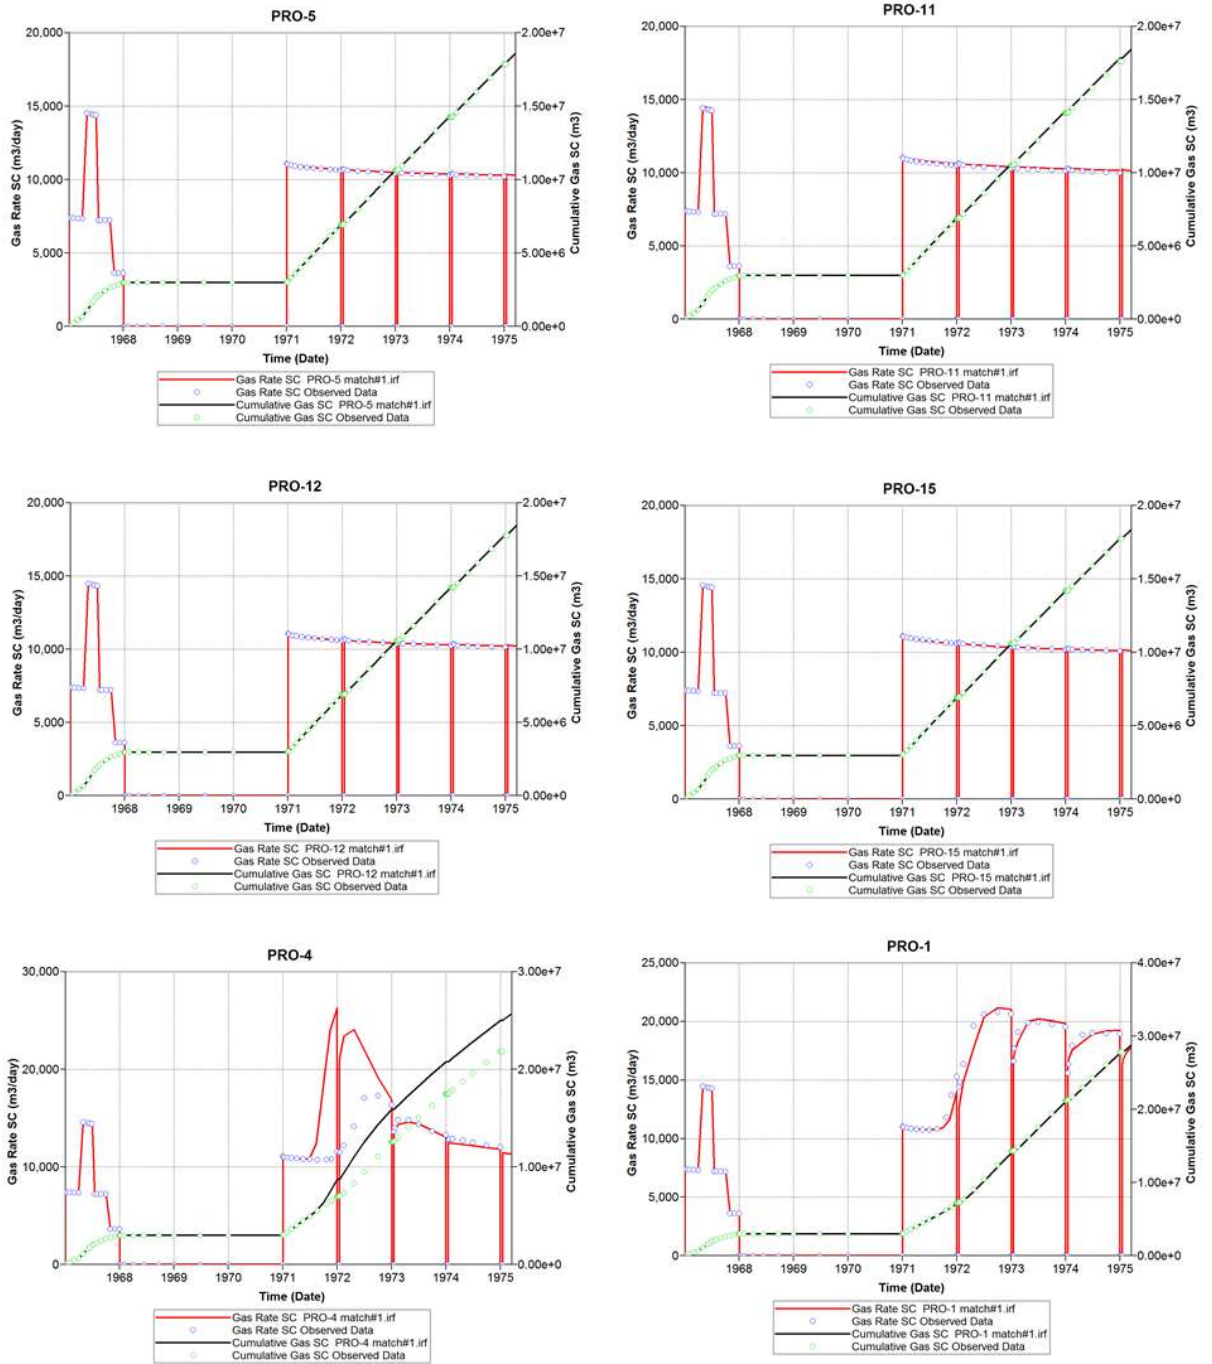 PRO-5
20,000
15,000
10,000
5,000
0
Gas Rate SC (m3/day)
2.00e+7
1.50e+7
1.00e+7
5.00e+6
0.00e+0
Cumulative Gas SC (m3)
1968 1969 1970 1971 1972 1973 1974 1975
Time (Date)
Gas Rate SC PRO-5 match#1.irf
Gas Rate SC Observed Data
Cumulative Gas SC PRO-5 match#1.irf
Cumulative Gas SC Observed Data
PRO-11
20,000
15,000
10,000
5,000
0
Gas Rate SC (m3/day)
2.00e+7
1.50e+7
1.00e+7
5.00e+6
0.00e+0
Cumulative Gas SC (m3)
1968 1969 1970 1971 1972 1973 1974 1975
Time (Date)
Gas Rate SC PRO-11 match#1.irf
Gas Rate SC Observed Data
Cumulative Gas SC PRO-11 match#1.irf
Cumulative Gas SC Observed Data
PRO-12
20,000
15,000
10,000
5,000
0
Gas Rate SC (m3/day)
2.00e+7
1.50e+7
1.00e+7
5.00e+6
0.00e+0
Cumulative Gas SC (m3)
1968 1969 1970 1971 1972 1973 1974 1975
Time (Date)
Gas Rate SC PRO-12 match#1.irf
Gas Rate SC Observed Data
Cumulative Gas SC PRO-12 match#1.irf
Cumulative Gas SC Observed Data
PRO-15
20,000
15,000
10,000
5,000
0
Gas Rate SC (m3/day)
2.00e+7
1.50e+7
1.00e+7
5.00e+6
0.00e+0
Cumulative Gas SC (m3)
1968 1969 1970 1971 1972 1973 1974 1975
Time (Date)
Gas Rate SC PRO-15 match#1.irf
Gas Rate SC Observed Data
Cumulative Gas SC PRO-15 match#1.irf
Cumulative Gas SC Observed Data
PRO-4
30,000
20,000
10,000
0
Gas Rate SC (m3/day)
3.00e+7
2.00e+7
1.00e+7
0.00e+0
Cumulative Gas SC (m3)
1968 1969 1970 1971 1972 1973 1974 1975
Time (Date)
Gas Rate SC PRO-4 match#1.irf
Gas Rate SC Observed Data
Cumulative Gas SC PRO-4 match#1.irf
Cumulative Gas SC Observed Data
PRO-1
25,000
20,000
15,000
10,000
5,000
0
Gas Rate SC (m3/day)
4.00e+7
3.00e+7
2.00e+7
1.00e+7
0.00e+0
Cumulative Gas SC (m3)
1968 1969 1970 1971 1972 1973 1974 1975
Time (Date)
Gas Rate SC PRO-1 match#1.irf
Gas Rate SC Observed Data
Cumulative Gas SC PRO-1 match#1.irf
Cumulative Gas SC Observed Data